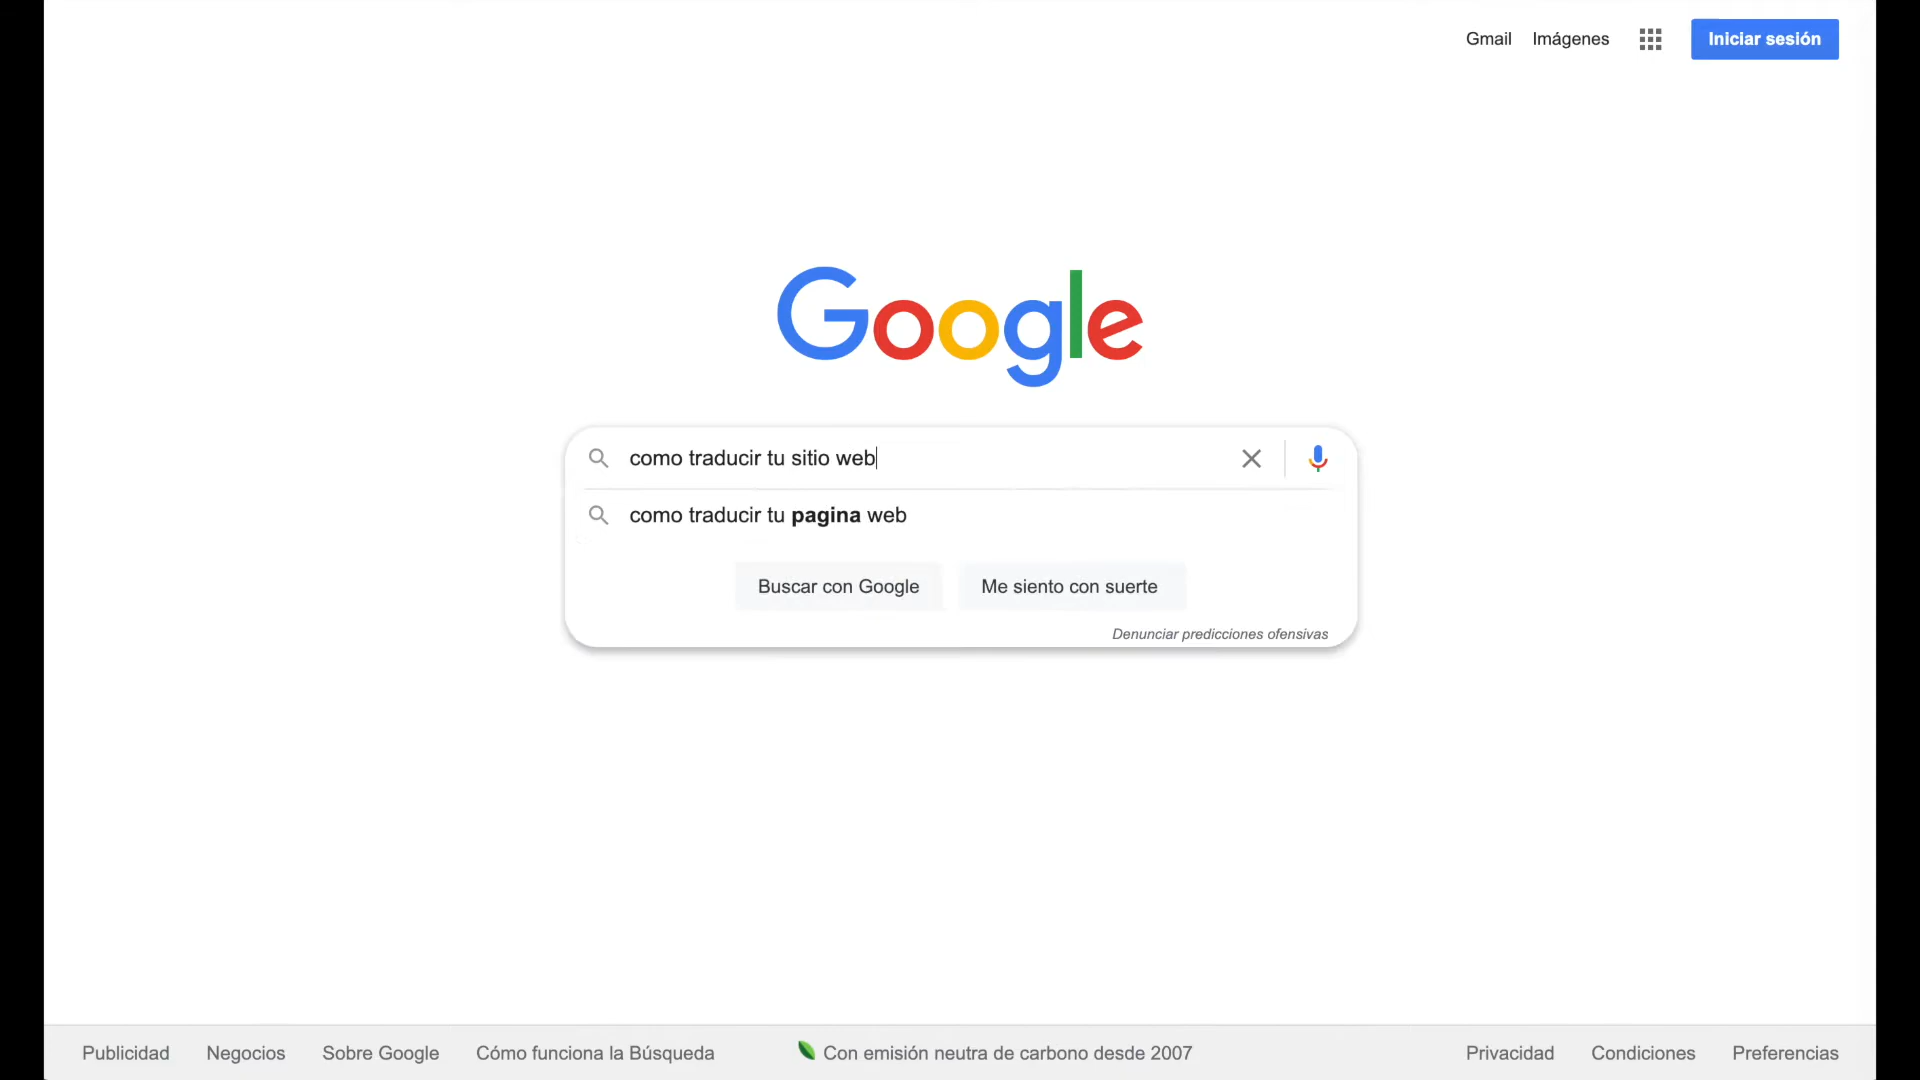 Gmail Imágenes Iniciar sesión
Google
como traducir tu sitio web
como traducir tu pagina web
Buscar con Google Me siento con suerte
Denunciar predicciones ofensivas
Publicidad Negocios Sobre Google Cómo funciona la Búsqueda Con emisión neutra de carbono desde 2007 Privacidad Condiciones Preferencias